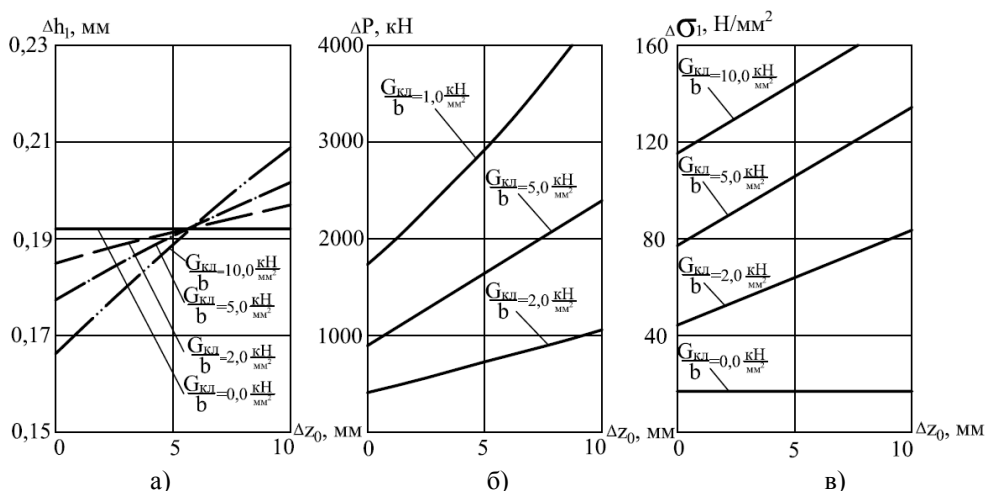 Δh₁, мм
0,23
0,21
0,19
0,17
0,15
Gкл/b=10,0 кН/мм²
Gкл/b=5,0 кН/мм²
Gкл/b=2,0 кН/мм²
Gкл/b=0,0 кН/мм²
0
5
10
Δz₀, мм
а)
ΔP, кН
4000
3000
2000
1000
Gкл/b=1,0 кН/мм²
Gкл/b=5,0 кН/мм²
Gкл/b=2,0 кН/мм²
0
5
10
Δz₀, мм
б)
Δσ₁, Н/мм²
160
120
80
40
0
Gкл/b=10,0 кН/мм²
Gкл/b=5,0 кН/мм²
Gкл/b=2,0 кН/мм²
Gкл/b=0,0 кН/мм²
0
5
10
Δz₀, мм
в)